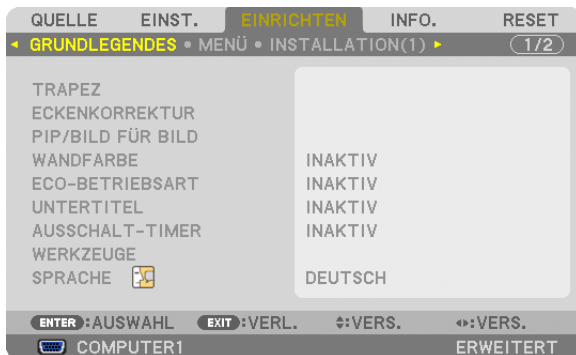 QUELLE EINST. EINRICHTEN INFO. RESET
GRUNDLEGENDES • MENÜ • INSTALLATION(1) 1/2
TRAPEZ
ECKENKORREKTUR
PIP/BILD FÜR BILD
WANDFARBE INAKTIV
ECO-BETRIEBSART INAKTIV
UNTERTITEL INAKTIV
AUSSCHALT-TIMER INAKTIV
WERKZEUGE
SPRACHE DEUTSCH
ENTER :AUSWAHL EXIT :VERL. :VERS. :VERS.
COMPUTER1 ERWEITERT